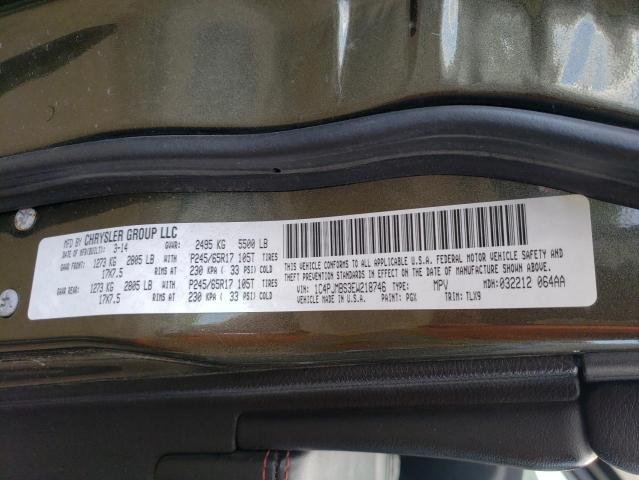 MFD BY CHRYSLER GROUP LLC
DATE OF MFR(BUILT): 3-14 GVWR: 2495 KG 5500 LB
GWAR FRONT: 1273 KG 2805 LB WITH P245/65R17 105T TIRES
17X7.5 RIMS AT 230 KPA( 33 PSI) COLD
GWAR REAR: 1273 KG 2805 LB WITH P245/65R17 105T TIRES
17X7.5 RIMS AT 230 KPA( 33 PSI) COLD
THIS VEHICLE CONFORMS TO ALL APPLICABLE U.S.A. FEDERAL MOTOR VEHICLE SAFETY AND
THEFT PREVENTION STANDARDS IN EFFECT ON THE DATE OF MANUFACTURE SHOWN ABOVE.
VIN: 1C4PJMBS3EW218746 TYPE: MPV MDH: 032212 064AA
MADE IN U.S.A. PAINT: PGX TRIM: TLX9